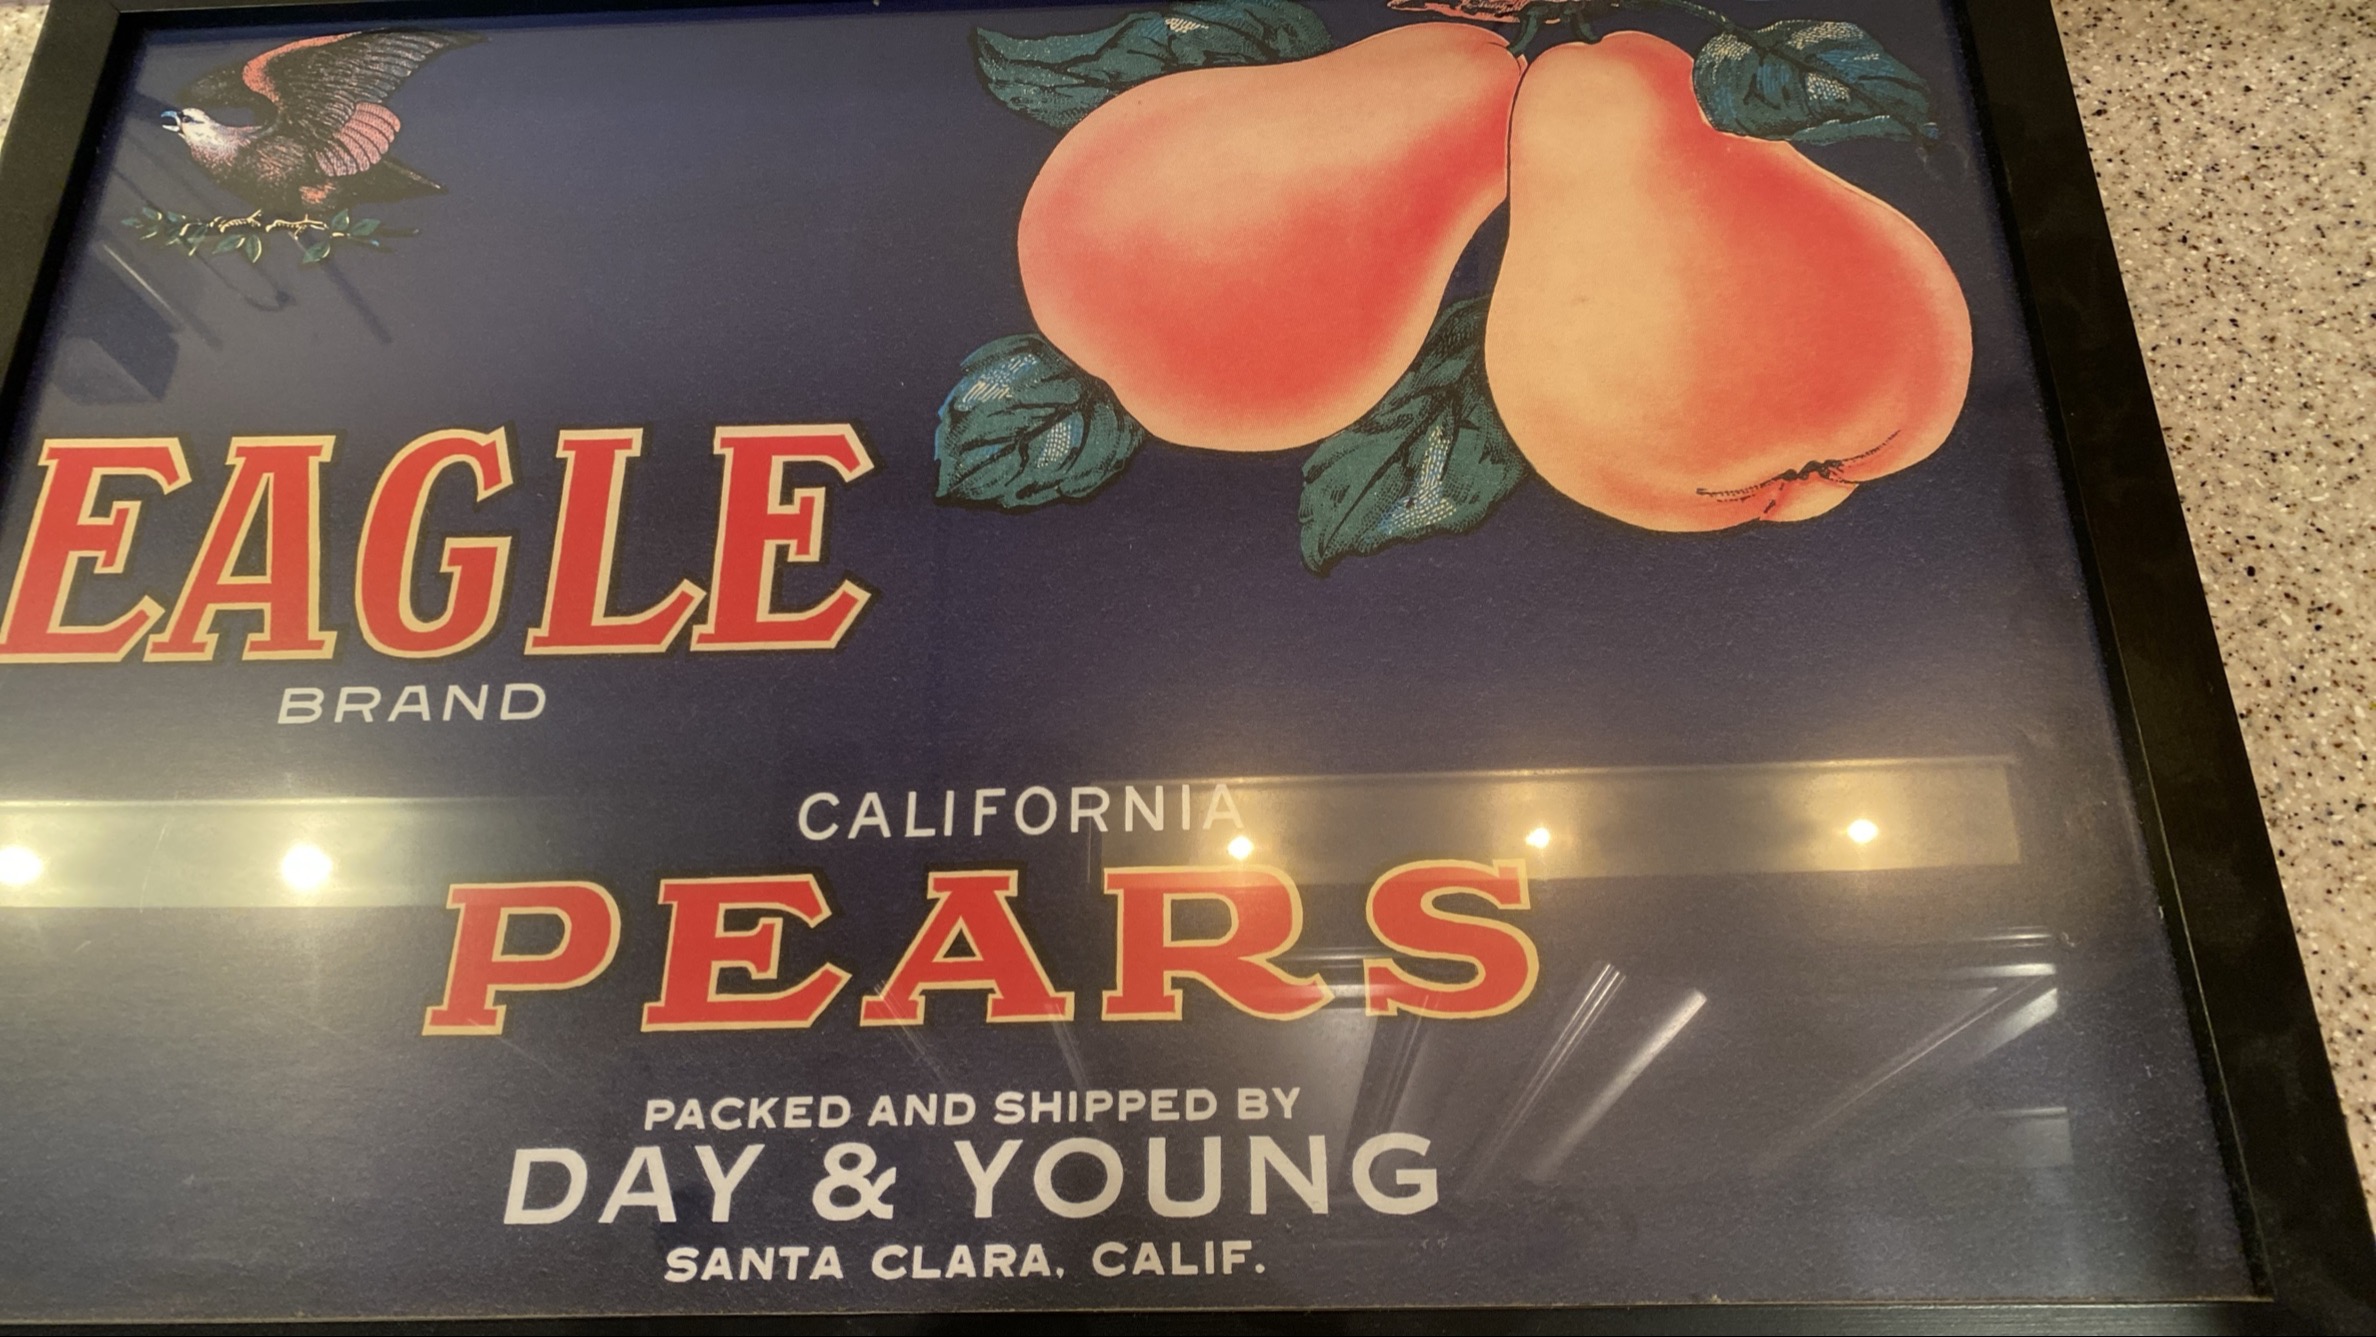 EAGLE
BRAND
CALIFORNIA
PEARS
PACKED AND SHIPPED BY
DAY & YOUNG
SANTA CLARA, CALIF.